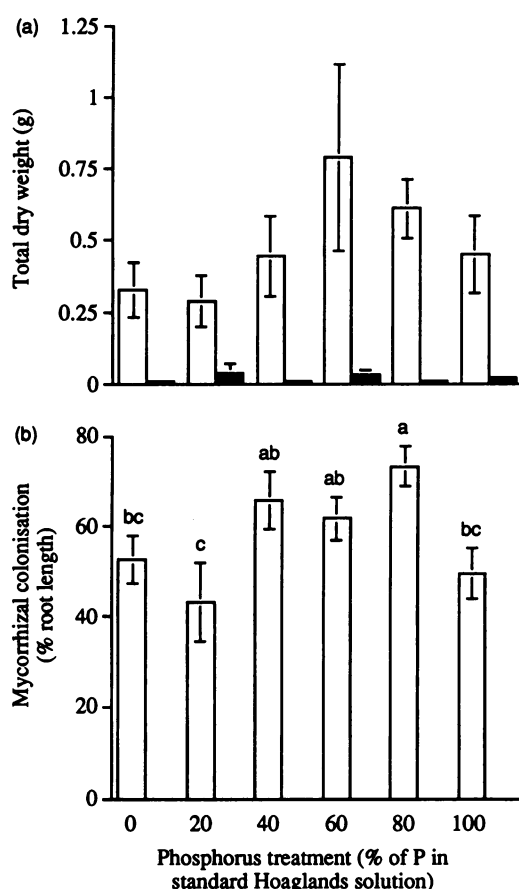 (a)
1.25
1
0.75
0.5
0.25
0
Total dry weight (g)
(b)
80
60
40
20
0
Mycorrhizal colonisation
(% root length)
bc
c
ab
ab
a
bc
0 20 40 60 80 100
Phosphorus treatment (% of P in
standard Hoaglands solution)